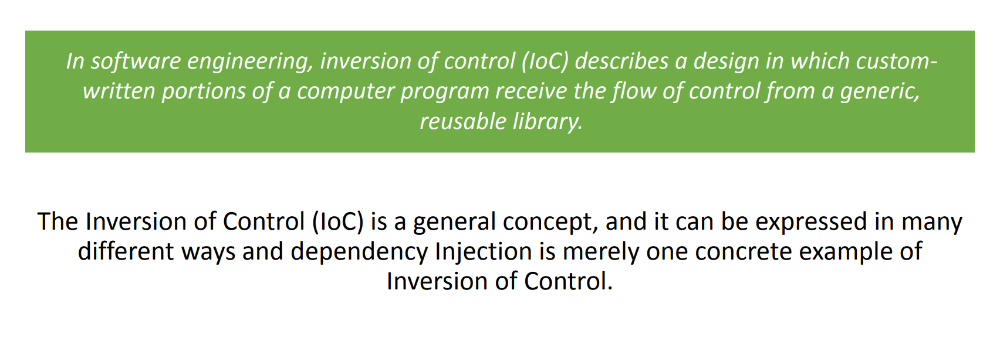 In software engineering, inversion of control (IoC) describes a design in which custom-
written portions of a computer program receive the flow of control from a generic,
reusable library.
The Inversion of Control (IoC) is a general concept, and it can be expressed in many
different ways and dependency Injection is merely one concrete example of
Inversion of Control.